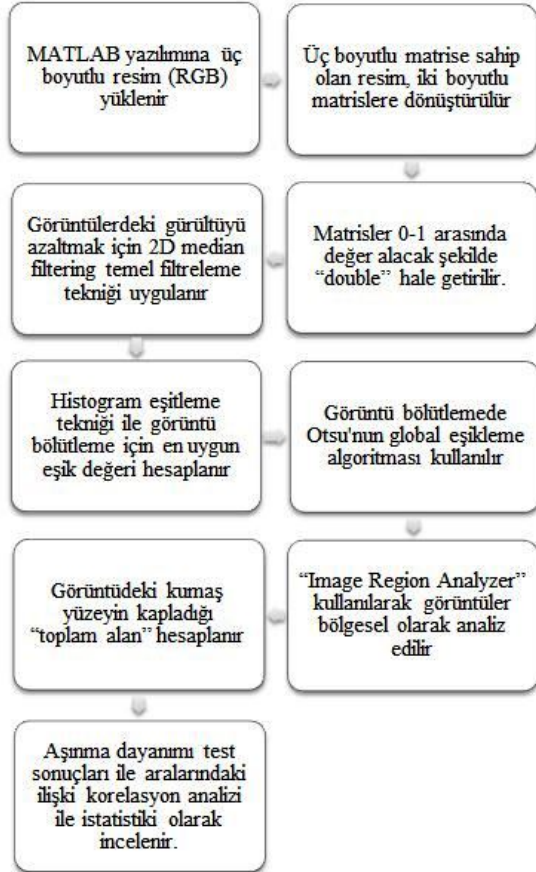 MATLAB yazılımına üç
boyutlu resim (RGB)
yüklenir
Üç boyutlu matrise sahip
olan resim, iki boyutlu
matrislere dönüştürülür
Matrisler 0-1 arasında
değer alacak şekilde
“double” hale getirilir.
Görüntülerdeki gürültüyü
azaltmak için 2D median
filtering temel filtreleme
tekniği uygulanır
Histogram eşitleme
tekniği ile görüntü
bölütleme için en uygun
eşik değeri hesaplanır
Görüntü bölütlemede
Otsu'nun global eşikleme
algoritması kullanılır
“Image Region Analyzer”
kullanılarak görüntüler
bölgesel olarak analiz
edilir
Görüntüdeki kumaş
yüzeyin kapladığı
“toplam alan” hesaplanır
Aşınma dayanımı test
sonuçları ile aralarındaki
ilişki korelasyon analizi
ile istatistiki olarak
incelenir.